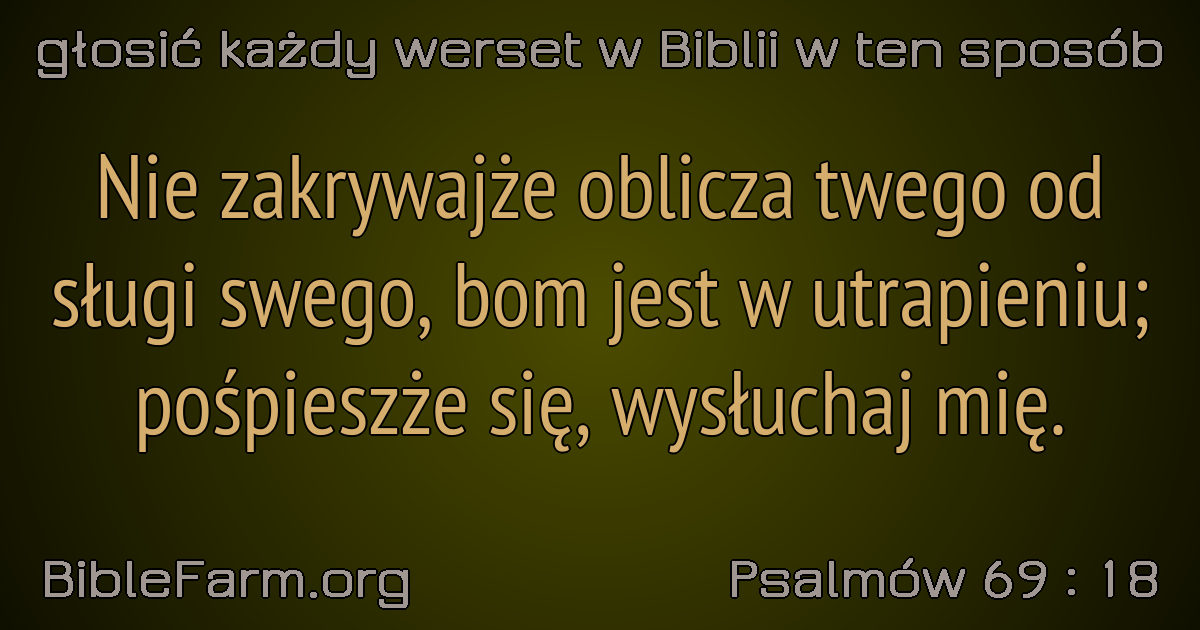 głosić każdy werset w Biblii w ten sposób
Nie zakrywajże oblicza twego od
sługi swego, bom jest w utrapieniu;
pośpieszże się, wysłuchaj mię.
BibleFarm.org
Psalmów 69 : 18